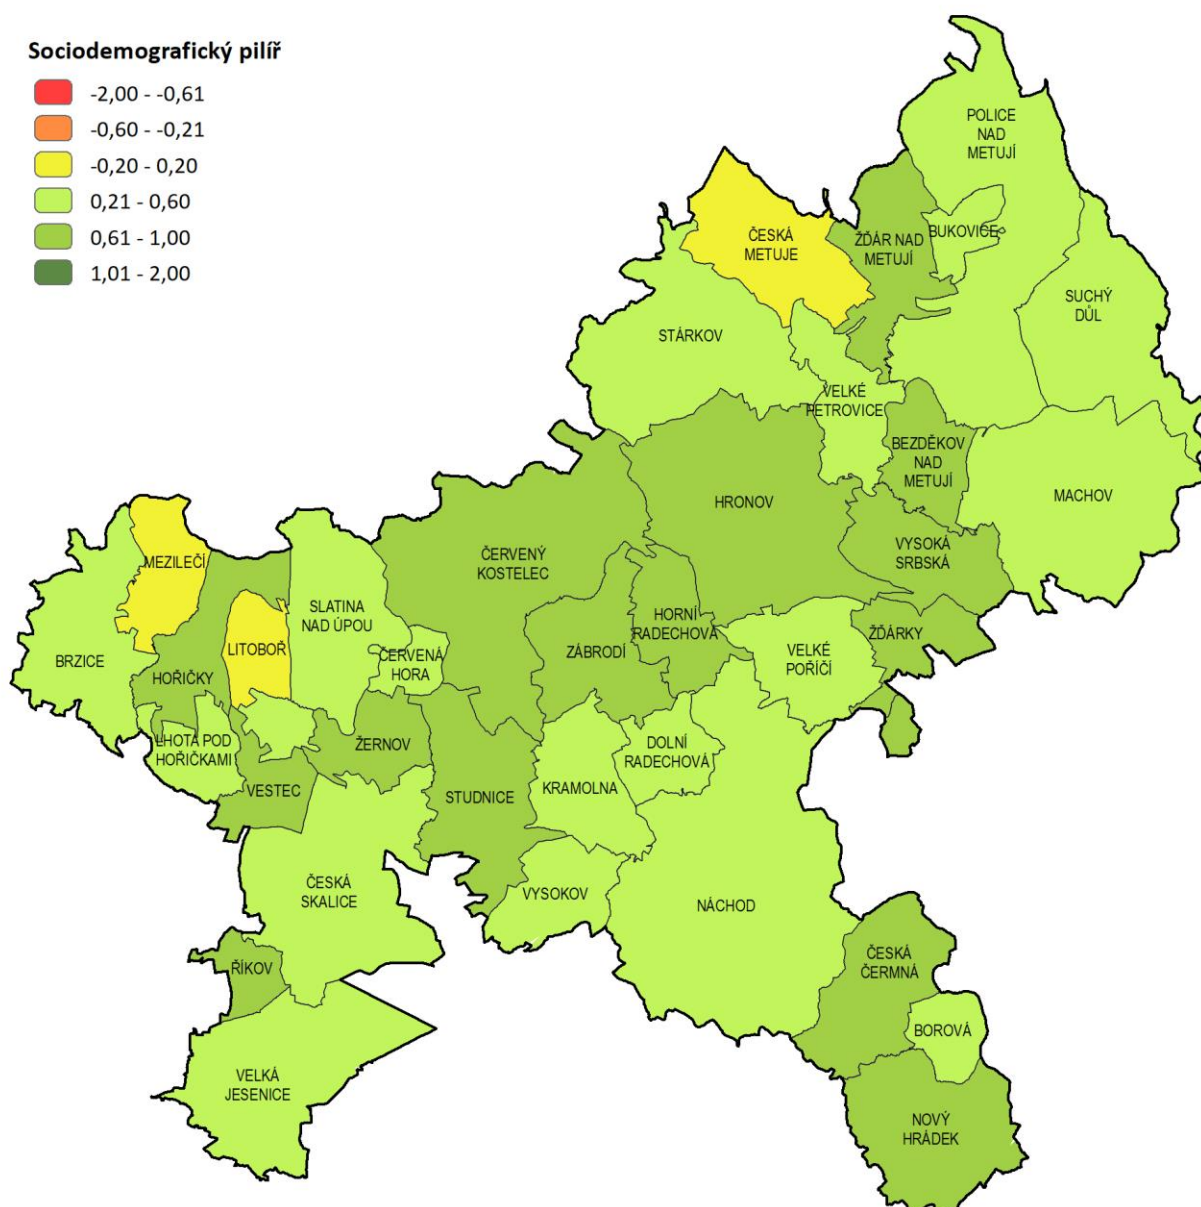 Sociodemografický pilíř
-2,00 - -0,61
-0,60 - -0,21
-0,20 - 0,20
0,21 - 0,60
0,61 - 1,00
1,01 - 2,00
POLICE
NAD
METUJÍ
ČESKÁ
METUJE
ŽĎÁR NAD
METUJÍ
BUKOVICE
SUCHÝ
DŮL
STÁRKOV
VELKÉ
PETROVICE
BEZDĚKOV
NAD
METUJÍ
MACHOV
HRONOV
VYSOKÁ
SRBSKÁ
ČERVENÝ
KOSTELEC
MEZILEČÍ
SLATINA
NAD ÚPOU
HORNÍ
RADECHOVÁ
ŽĎÁRKY
BRZICE
LITOBOŘ
ČERVENÁ
HORA
ZÁBRODÍ
VELKÉ
POŘÍČÍ
HOŘIČKY
LHOTA POD
HOŘIČKAMI
ŽERNOV
DOLNÍ
RADECHOVÁ
VESTEC
STUDNICE
KRAMOLNA
ČESKÁ
SKALICE
VYSOKOV
NÁCHOD
ŘÍKOV
ČESKÁ
ČERMNÁ
BOROVÁ
VELKÁ
JESENICE
NOVÝ
HRÁDEK